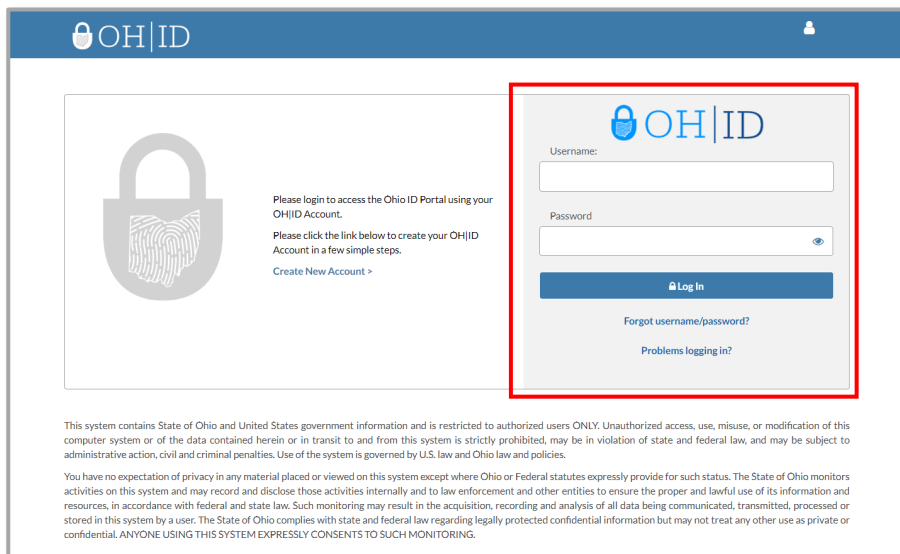 OH|ID
OH|ID
Username:
Please login to access the Ohio ID Portal using your
OH|ID Account.
Please click the link below to create your OH|ID
Account in a few simple steps.
Create New Account >
Password
Log In
Forgot username/password?
Problems logging in?
This system contains State of Ohio and United States government information and is restricted to authorized users ONLY. Unauthorized access, use, misuse, or modification of this
computer system or of the data contained herein or in transit to and from this system is strictly prohibited, may be in violation of state and federal law, and may be subject to
administrative action, civil and criminal penalties. Use of the system is governed by U.S. law and Ohio law and policies.
You have no expectation of privacy in any material placed or viewed on this system except where Ohio or Federal statutes expressly provide for such status. The State of Ohio monitors
activities on this system and may record and disclose those activities internally and to law enforcement and other entities to ensure the proper and lawful use of its information and
resources, in accordance with federal and state law. Such monitoring may result in the acquisition, recording and analysis of all data being communicated, transmitted, processed or
stored in this system by a user. The State of Ohio complies with state and federal law regarding legally protected confidential information but may not treat any other use as private or
confidential. ANYONE USING THIS SYSTEM EXPRESSLY CONSENTS TO SUCH MONITORING.